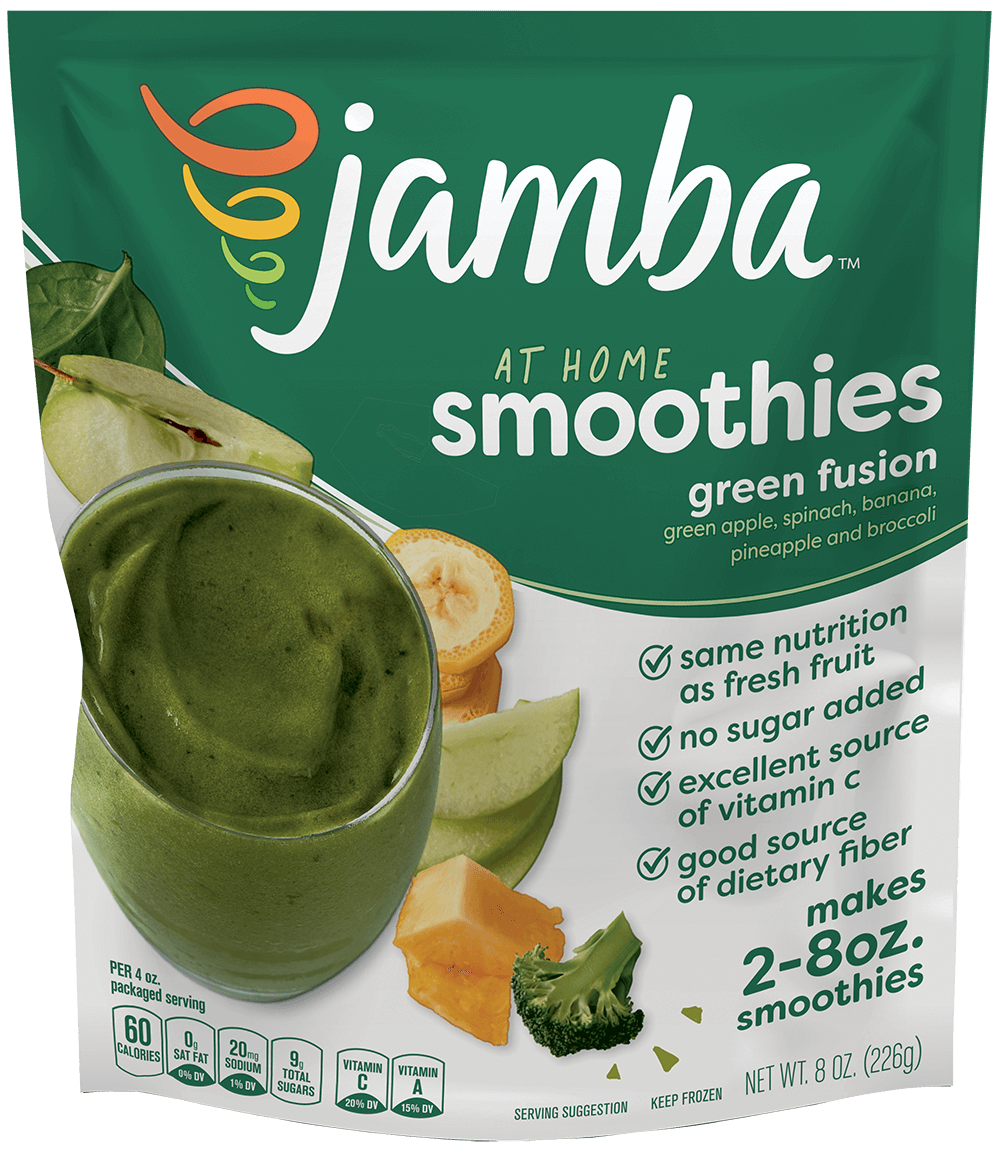 jamba™
AT HOME
smoothies
green fusion
green apple, spinach, banana,
pineapple and broccoli
same nutrition
as fresh fruit
no sugar added
excellent source
of vitamin c
good source
of dietary fiber
makes
2-8oz.
smoothies
PER 4 oz.
packaged serving
60
CALORIES
0g
SAT FAT
0% DV
20mg
SODIUM
1% DV
9g
TOTAL
SUGARS
VITAMIN
C
20% DV
VITAMIN
A
15% DV
SERVING SUGGESTION
KEEP FROZEN
NET WT. 8 OZ. (226g)